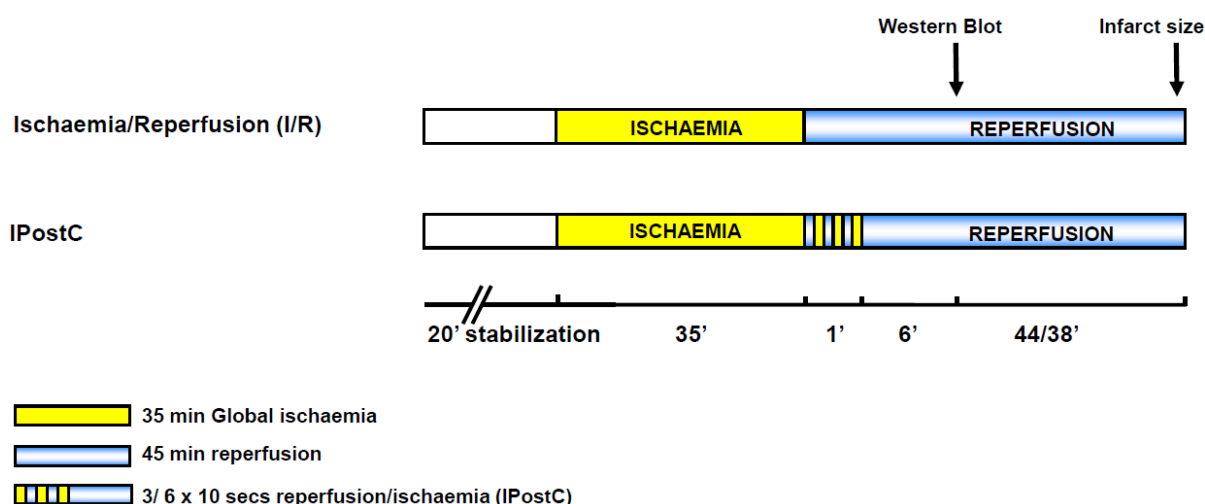 Western Blot Infarct size
Ischaemia/Reperfusion (I/R) ISCHAEMIA REPERFUSION
IPostC ISCHAEMIA REPERFUSION
20’ stabilization 35’ 1’ 6’ 44/38’
35 min Global ischaemia
45 min reperfusion
3/ 6 x 10 secs reperfusion/ischaemia (IPostC)